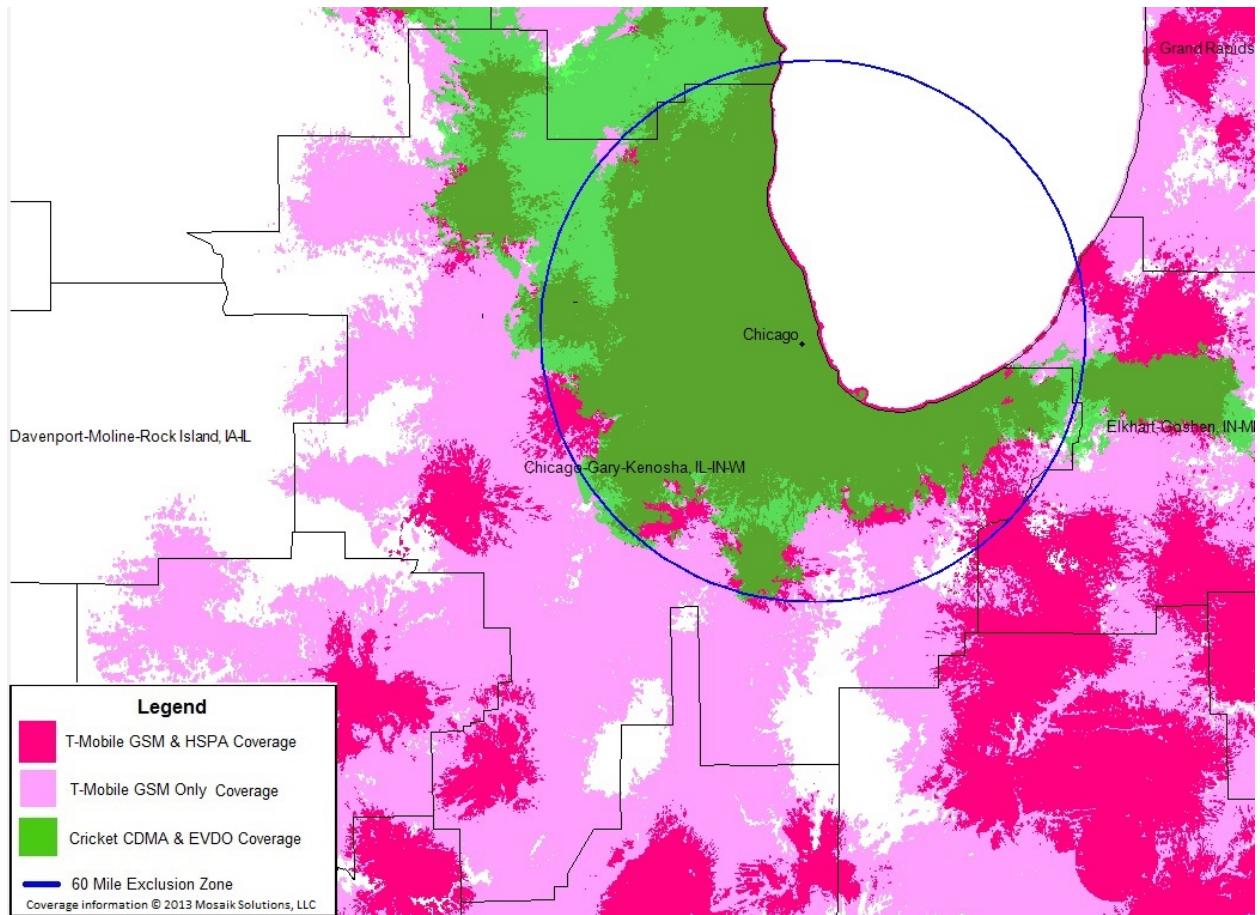 Grand Rapids
Chicago
Davenport-Moline-Rock Island, IA-IL
Elkhart-Goshen, IN-MI
Chicago-Gary-Kenosha, IL-IN-WI
Legend
T-Mobile GSM & HSPA Coverage
T-Mobile GSM Only Coverage
Cricket CDMA & EVDO Coverage
60 Mile Exclusion Zone
Coverage information © 2013 Mosaik Solutions, LLC